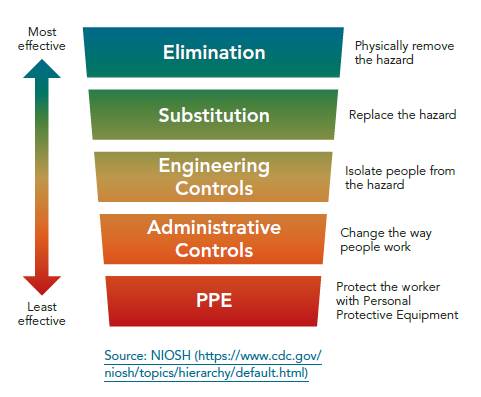 Most
effective
Elimination
Physically remove
the hazard
Substitution
Replace the hazard
Engineering
Controls
Isolate people from
the hazard
Administrative
Controls
Change the way
people work
PPE
Protect the worker
with Personal
Protective Equipment
Least
effective
Source: NIOSH (https://www.cdc.gov/
niosh/topics/hierarchy/default.html)